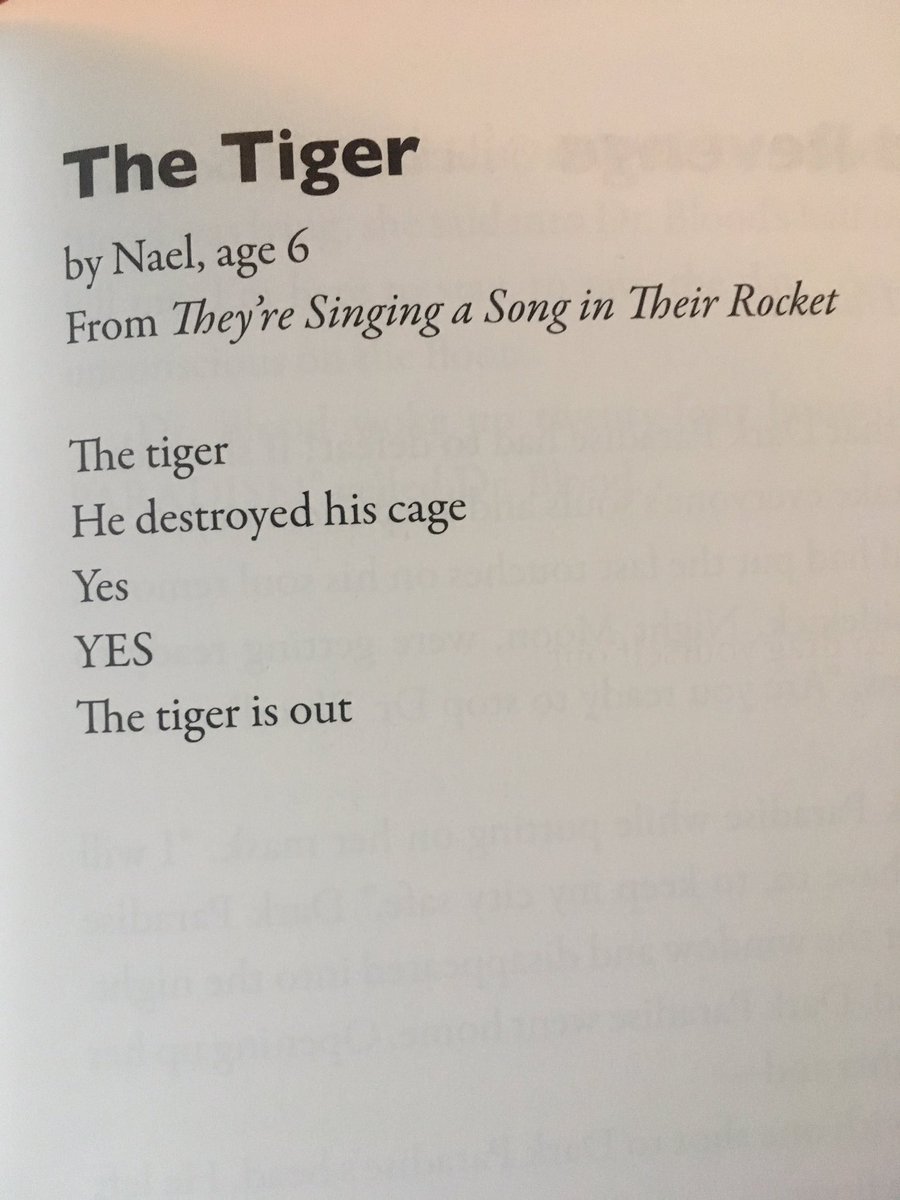 The Tiger
by Nael, age 6
From They're Singing a Song in Their Rocket
The tiger
He destroyed his cage
Yes
YES
The tiger is out